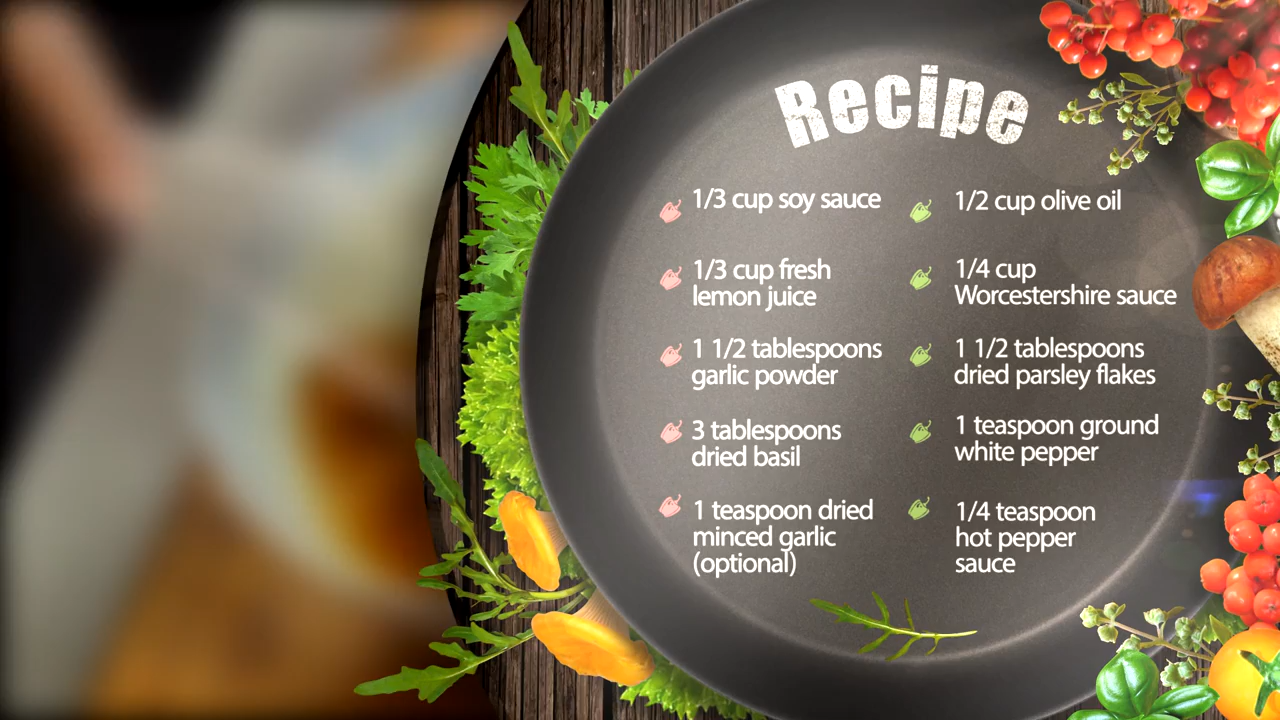 Recipe
1/3 cup soy sauce
1/3 cup fresh
lemon juice
1 1/2 tablespoons
garlic powder
3 tablespoons
dried basil
1 teaspoon dried
minced garlic
(optional)
1/2 cup olive oil
1/4 cup
Worcestershire sauce
1 1/2 tablespoons
dried parsley flakes
1 teaspoon ground
white pepper
1/4 teaspoon
hot pepper
sauce